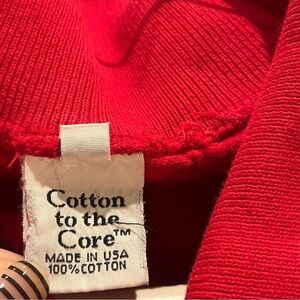 Cotton
to the
Core™
MADE IN USA
100% COTTON